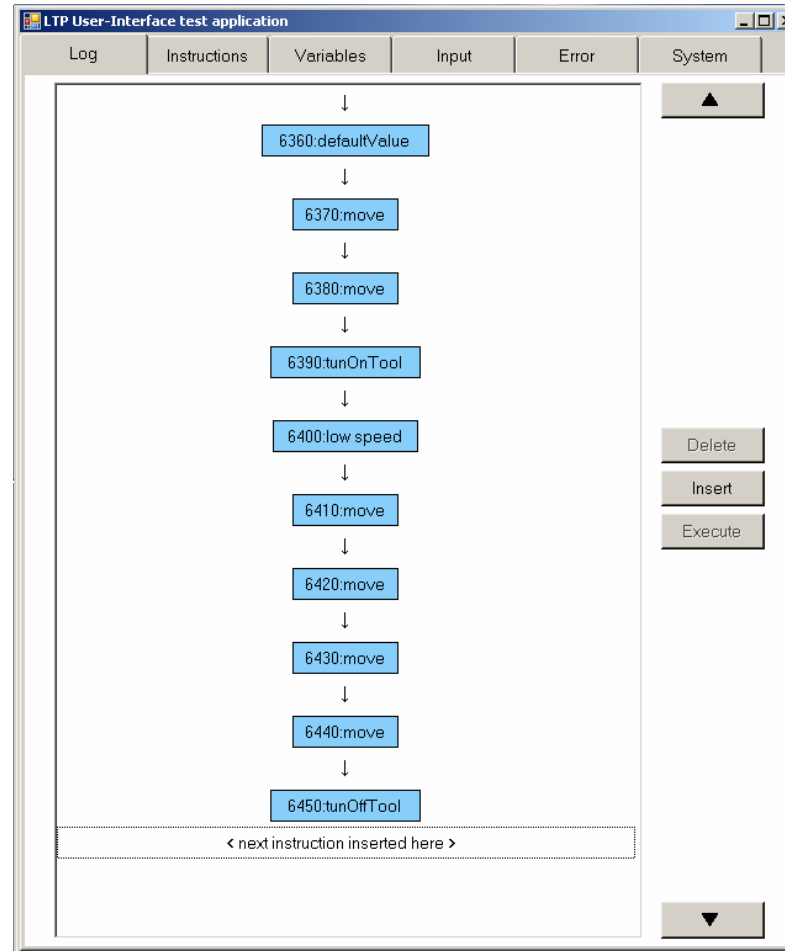 LTP User-Interface test application
Log Instructions Variables Input Error System
6360:defaultValue
6370:move
6380:move
6390:tunOnTool
6400:low speed
Delete
Insert
6410:move
Execute
6420:move
6430:move
6440:move
6450:tunOffTool
< next instruction inserted here >